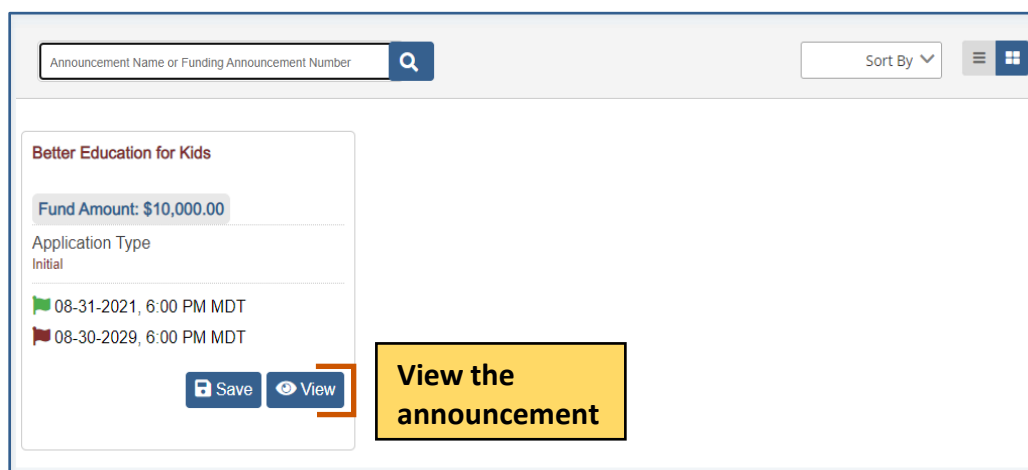 Announcement Name or Funding Announcement Number
Sort By
Better Education for Kids
Fund Amount: $10,000.00
Application Type
Initial
08-31-2021, 6:00 PM MDT
08-30-2029, 6:00 PM MDT
Save
View
View the
announcement